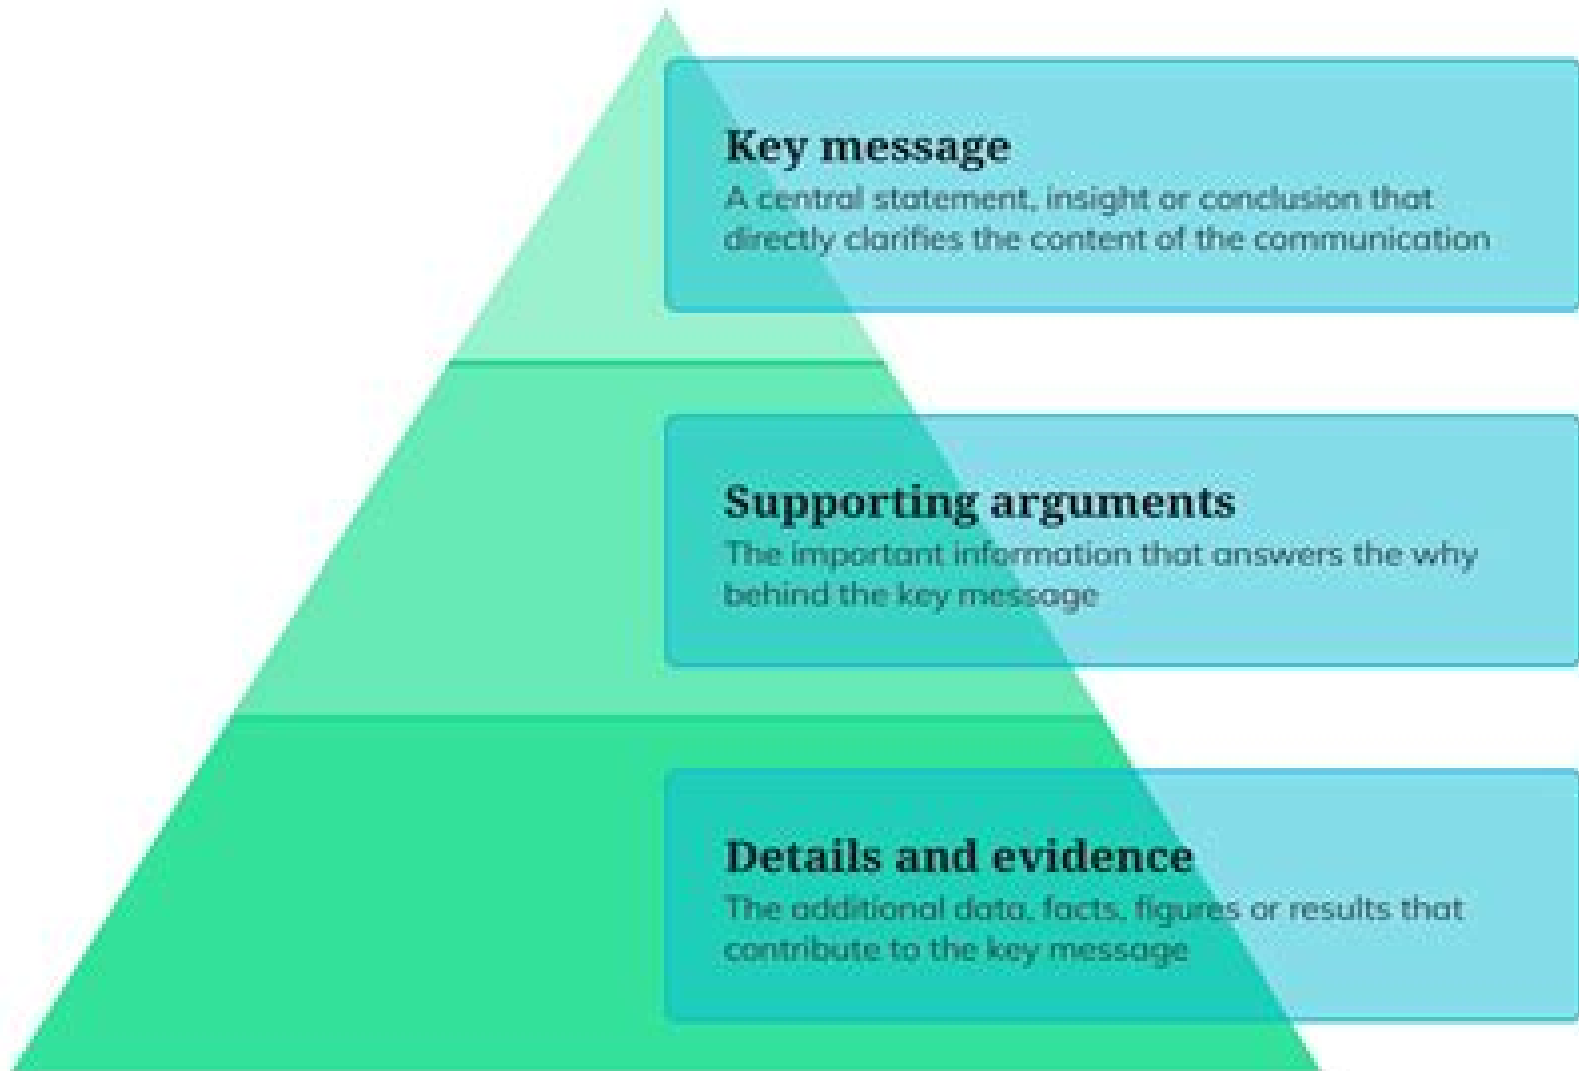 Key message
A central statement, insight or conclusion that
directly clarifies the content of the communication
Supporting arguments
The important information that answers the why
behind the key message
Details and evidence
The additional data, facts, figures or results that
contribute to the key message